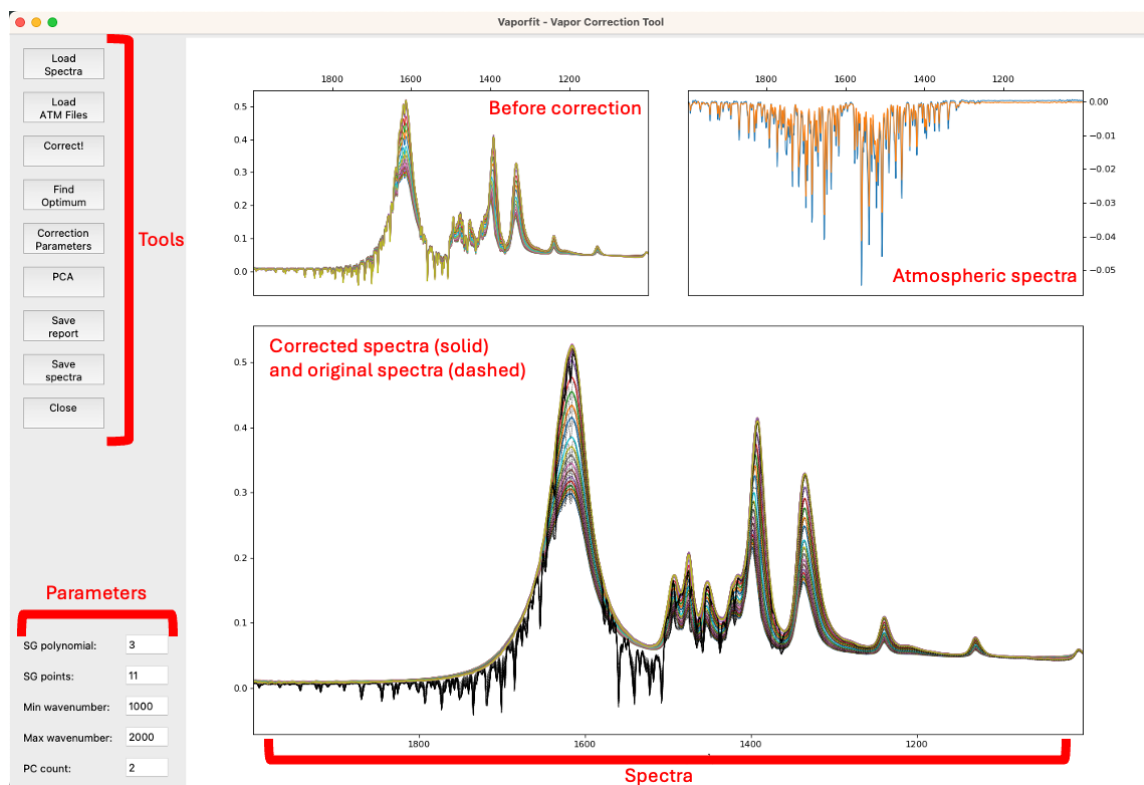 Vaporfit - Vapor Correction Tool
Load
Spectra
Load
ATM Files
Correct!
Find
Optimum
Correction
Parameters
PCA
Save
report
Save
spectra
Close
Tools
Parameters
SG polynomial: 3
SG points: 11
Min wavenumber: 1000
Max wavenumber: 2000
PC count: 2
1800 1600 1400 1200
Before correction
0.5
0.4
0.3
0.2
0.1
0.0
1800 1600 1400 1200
0.00
−0.01
−0.02
−0.03
−0.04
−0.05
Atmospheric spectra
Corrected spectra (solid)
and original spectra (dashed)
0.5
0.4
0.3
0.2
0.1
0.0
1800 1600 1400 1200
Spectra